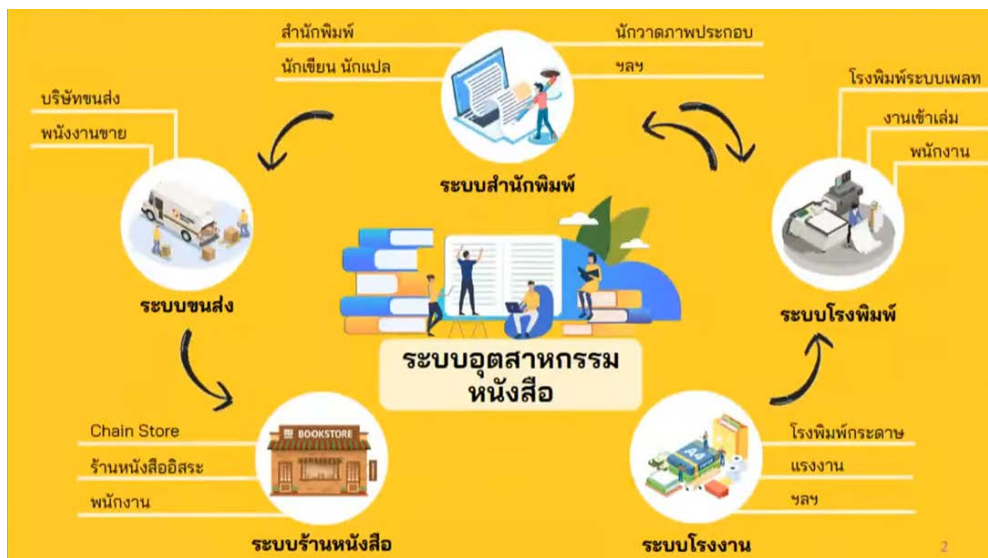 สำนักพิมพ์
นักเขียน นักแปล
นักวาดภาพประกอบ
ฯลฯ
ระบบสำนักพิมพ์
บริษัทขนส่ง
พนังงานขาย
ระบบขนส่ง
โรงพิมพ์ระบบเพลท
งานเข้าเล่ม
พนักงาน
ระบบโรงพิมพ์
ระบบอุตสาหกรรม
หนังสือ
Chain Store
ร้านหนังสืออิสระ
พนักงาน
BOOKSTORE
ระบบร้านหนังสือ
A4
โรงพิมพ์กระดาษ
แรงงาน
ฯลฯ
ระบบโรงงาน
2